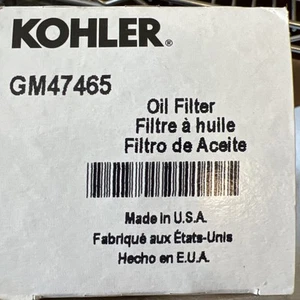 KOHLER®
GM47465
Oil Filter
Filtre à huile
Filtro de Aceite
Made in U.S.A.
Fabriqué aux États-Unis
Hecho en E.U.A.